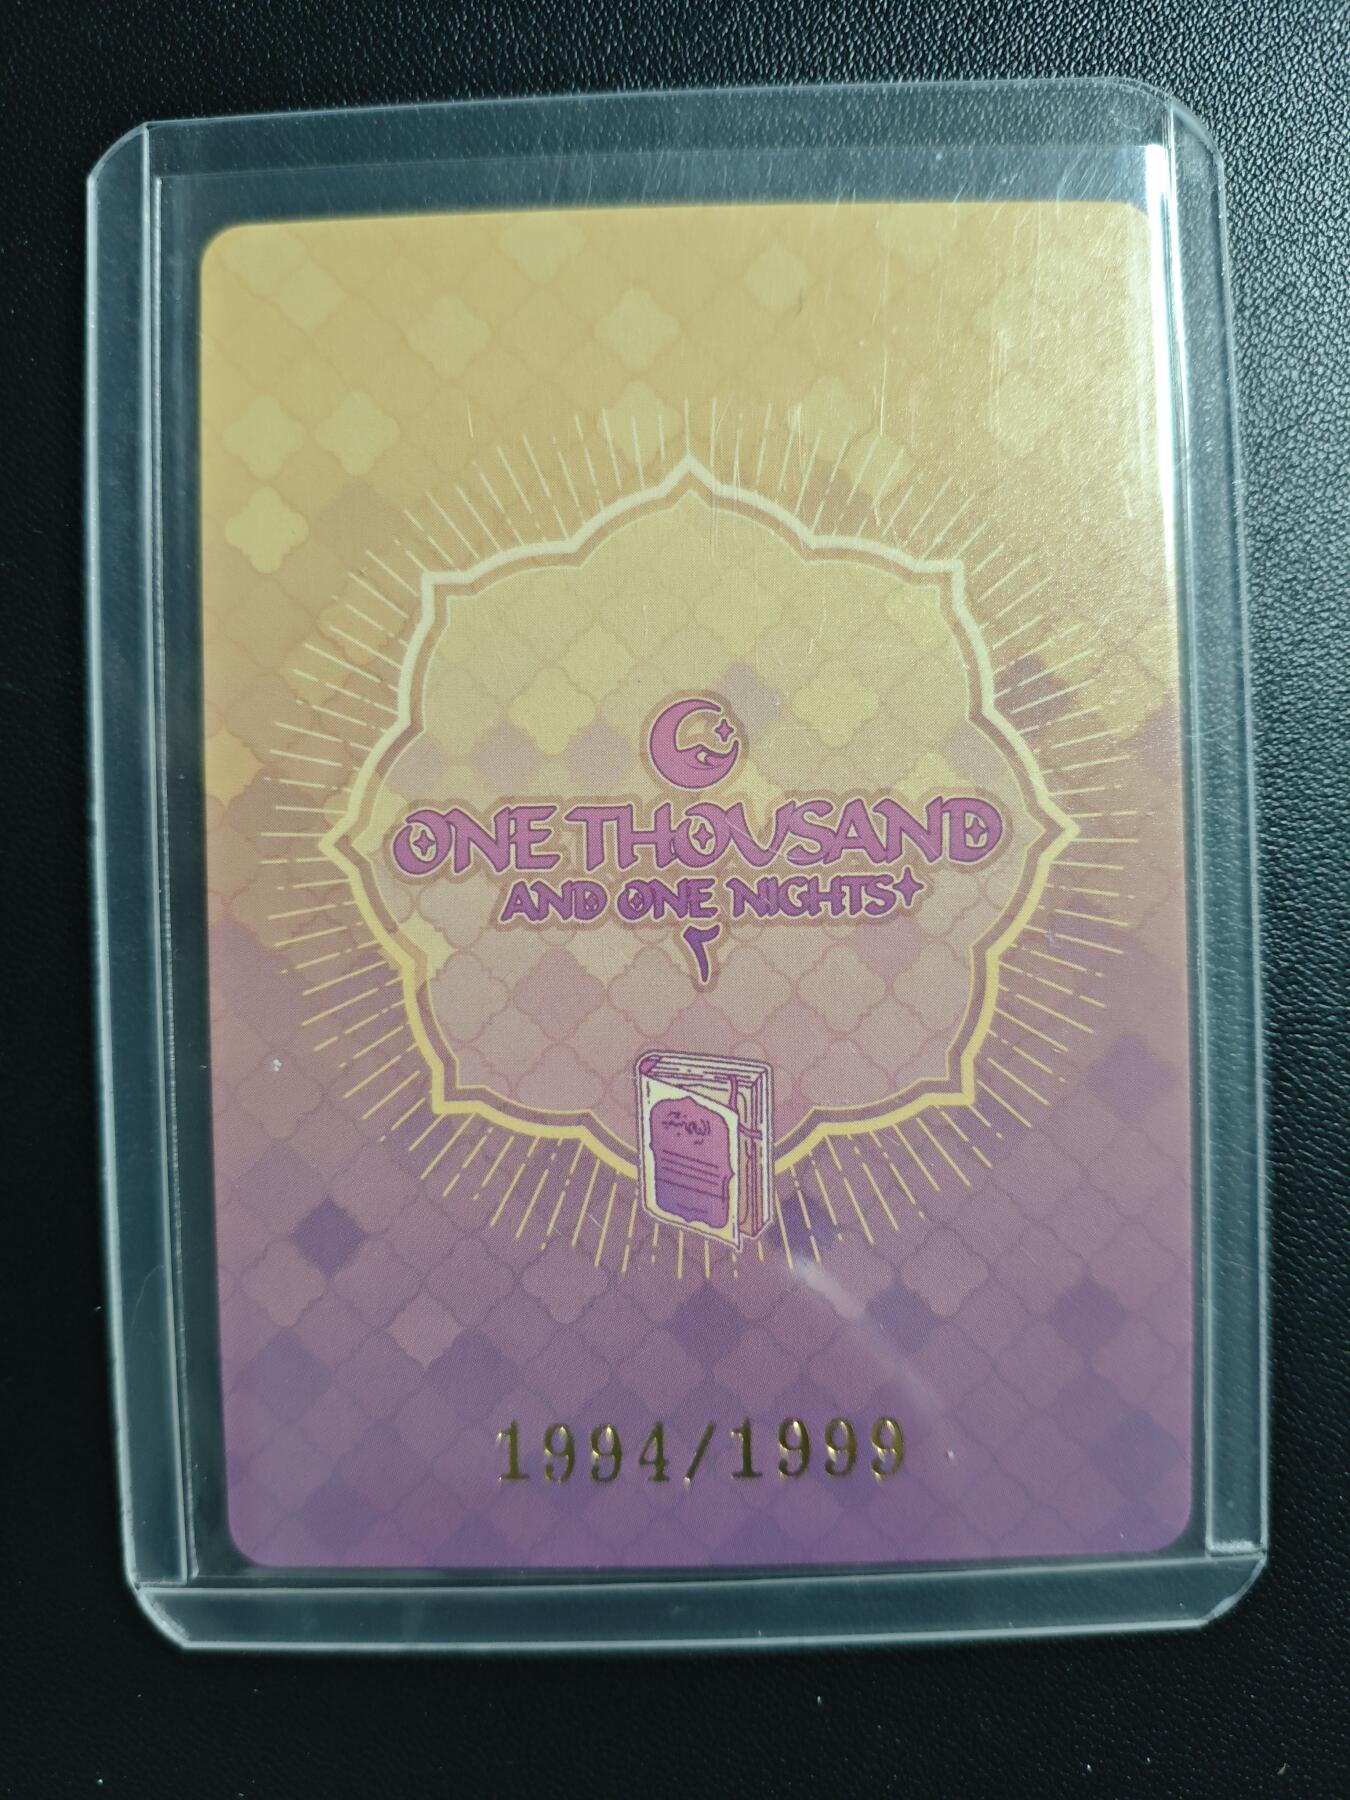 ONE THOUSAND
AND ONE NIGHTS
٢
1994/1999